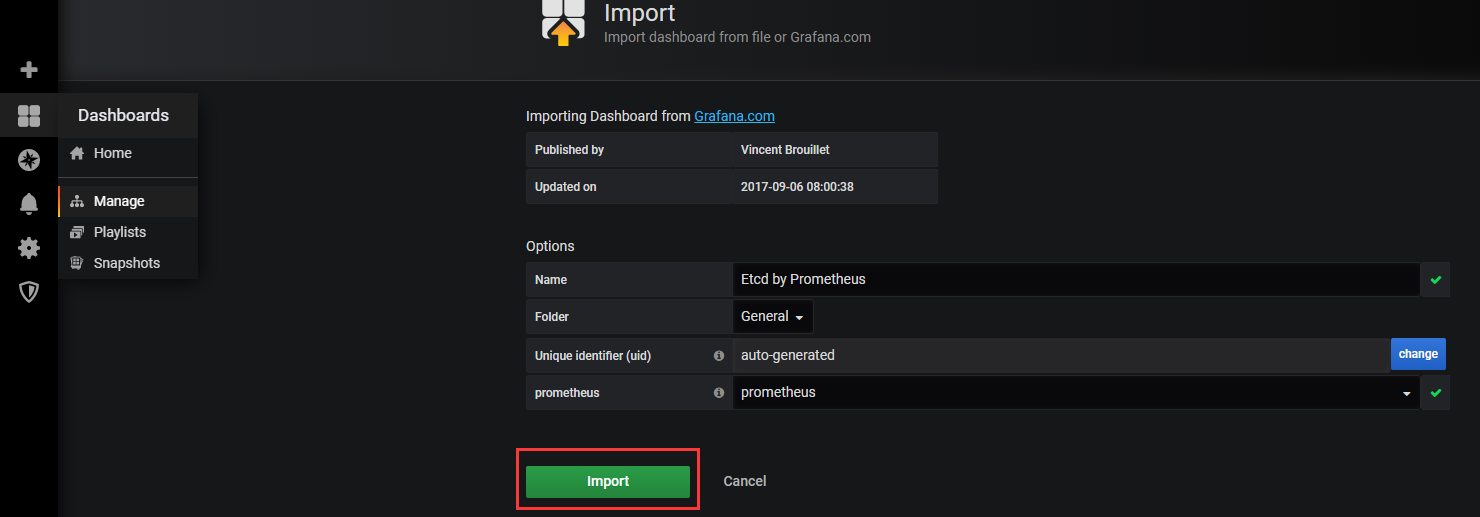 Import
Import dashboard from file or Grafana.com
Dashboards
Home
Manage
Playlists
Snapshots
Importing Dashboard from Grafana.com
Published by Vincent Brouillet
Updated on 2017-09-06 08:00:38
Options
Name Etcd by Prometheus
Folder General
Unique identifier (uid) auto-generated change
prometheus prometheus
Import Cancel